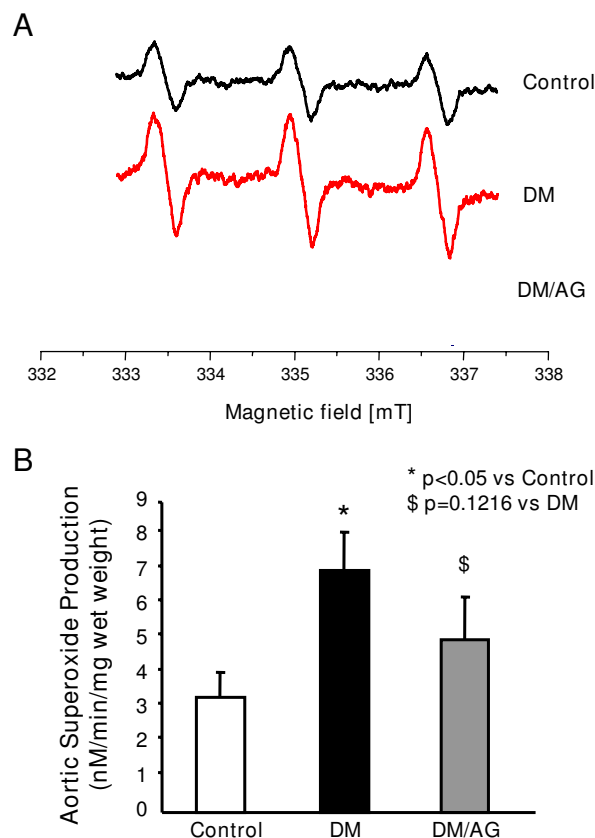 A
Control
DM
DM/AG
332 333 334 335 336 337 338
Magnetic field [mT]
B
* p<0.05 vs Control
$ p=0.1216 vs DM
Aortic Superoxide Production
(nM/min/mg wet weight)
9
8
7
6
5
4
3
2
1
0
*
$
Control DM DM/AG